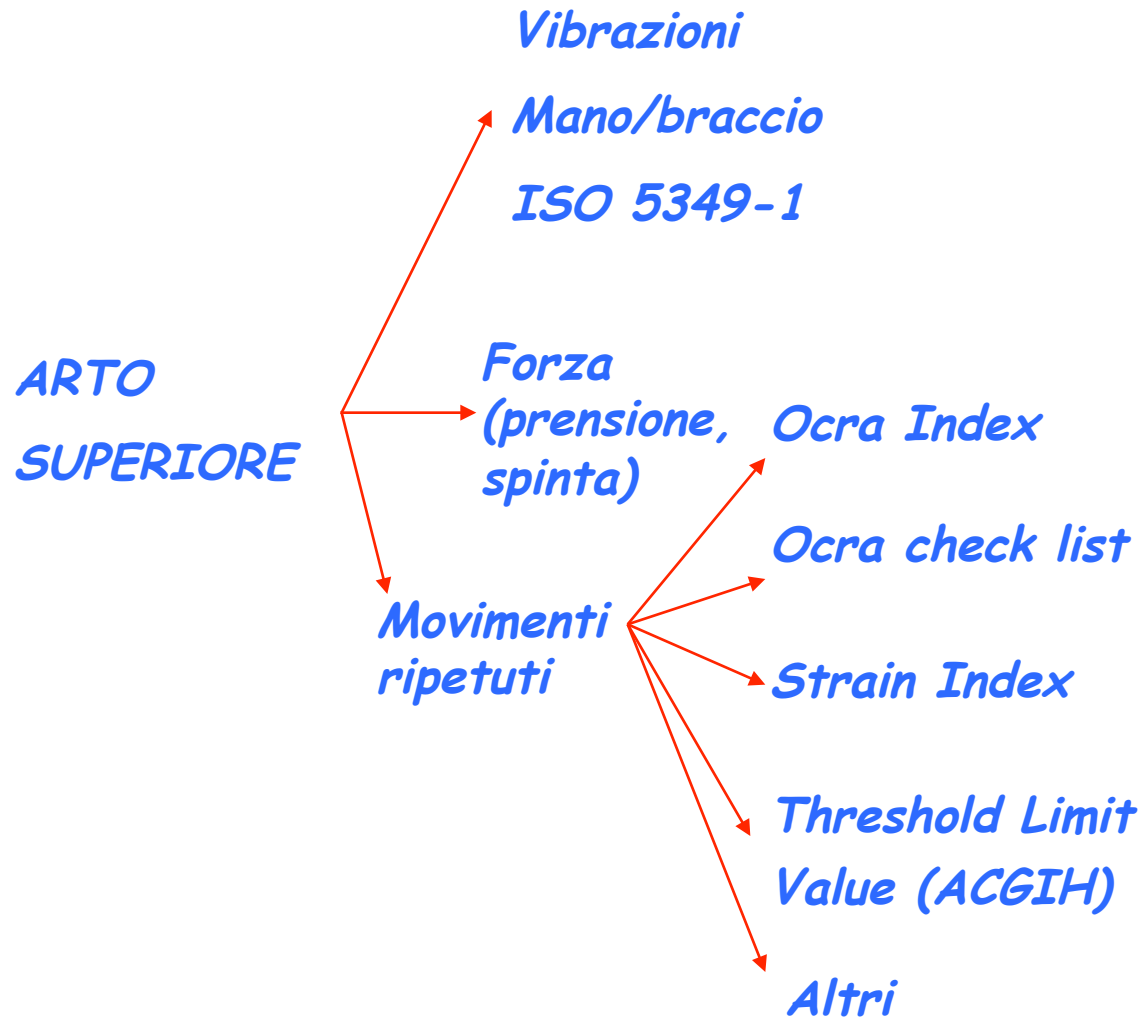 Vibrazioni
Mano/braccio
ISO 5349-1
ARTO
SUPERIORE
Forza
(prensione,
spinta)
Movimenti
ripetuti
Ocra Index
Ocra check list
Strain Index
Threshold Limit
Value (ACGIH)
Altri